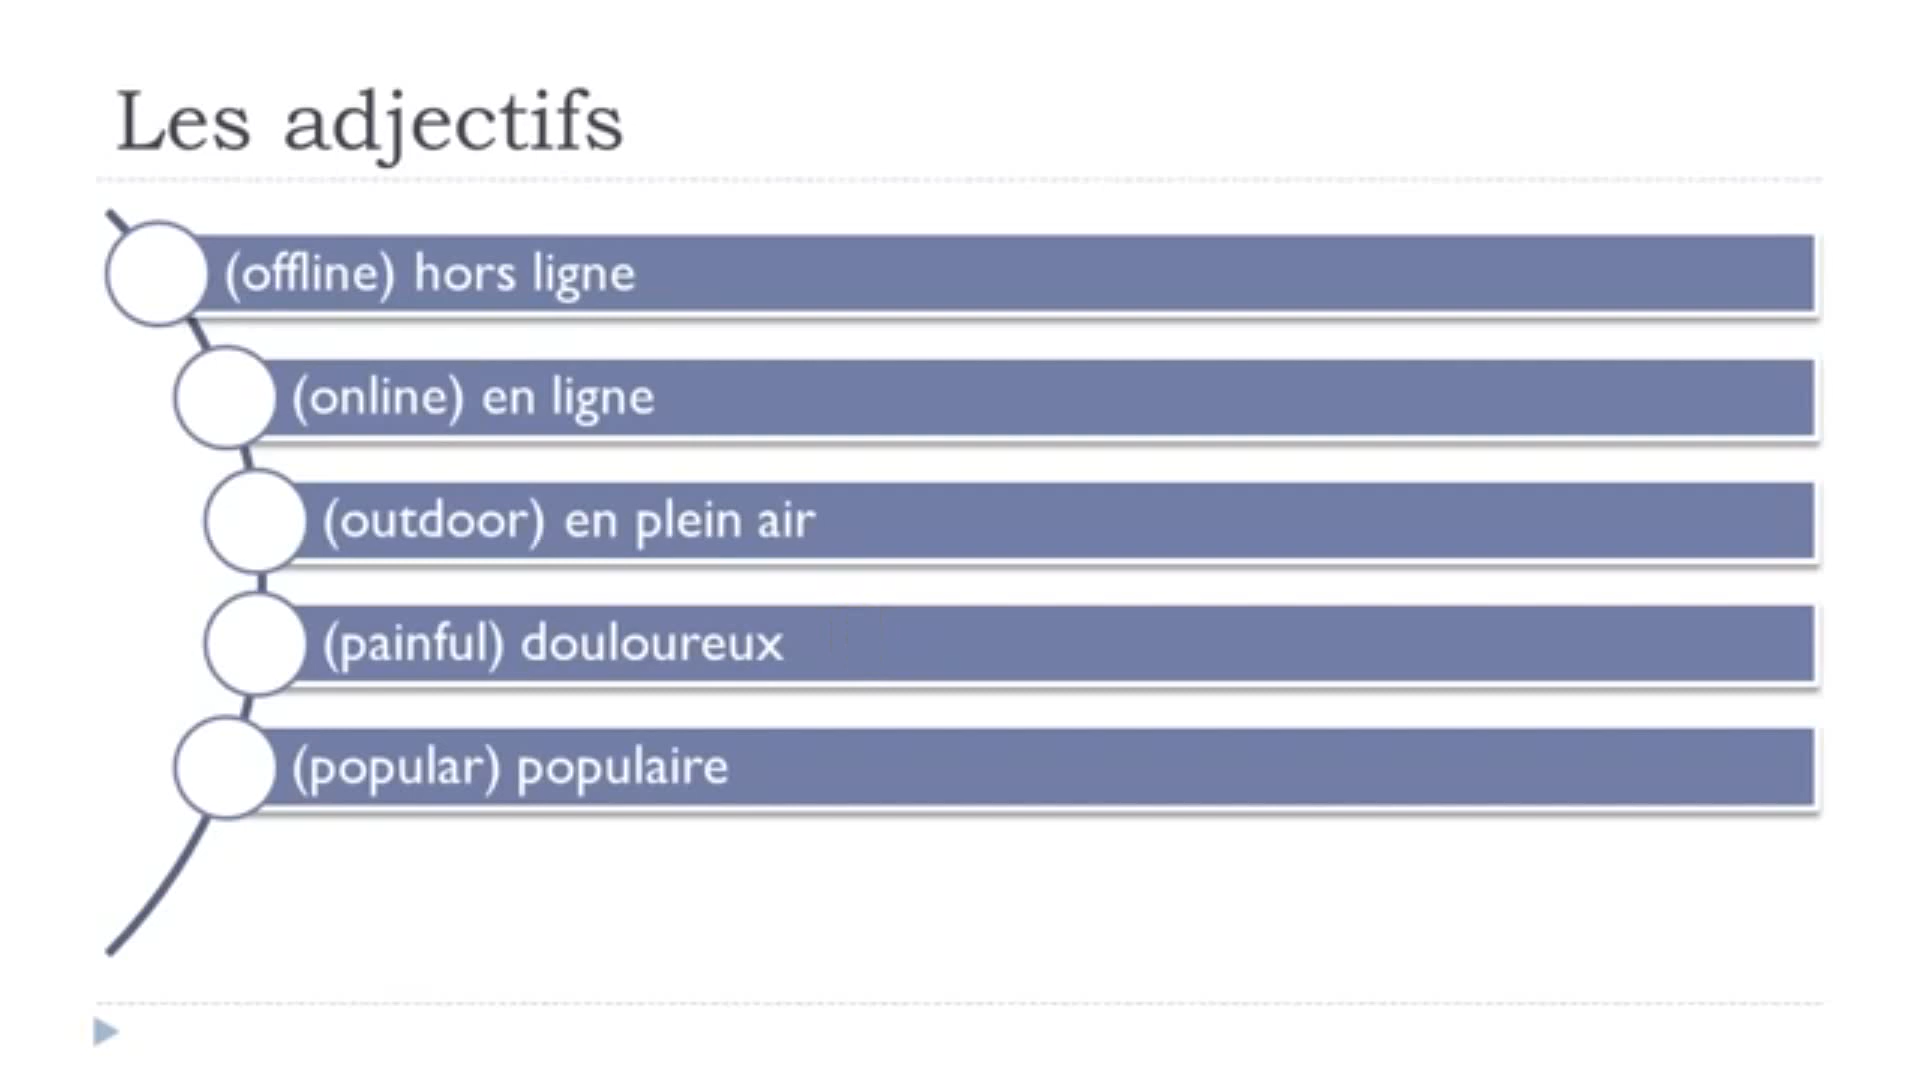 Les adjectifs
(offline) hors ligne
(online) en ligne
(outdoor) en plein air
(painful) douloureux
(popular) populaire